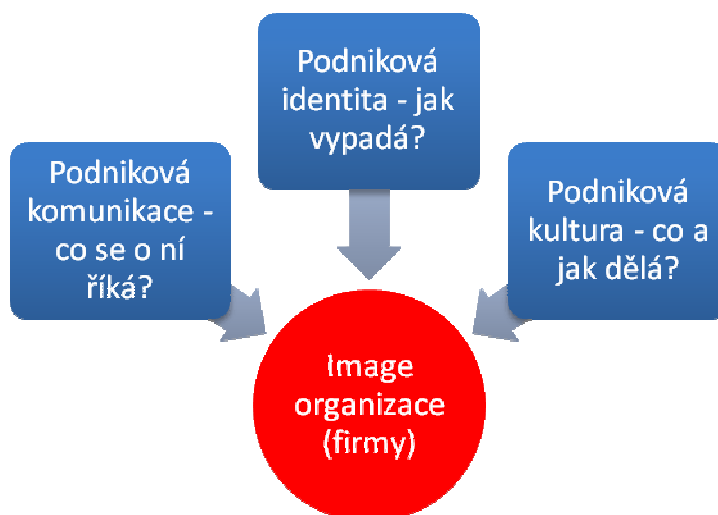 Podniková
identita - jak
vypadá?
Podniková
komunikace -
co se o ní
říká?
Podniková
kultura - co a
jak dělá?
Image
organizace
(firmy)